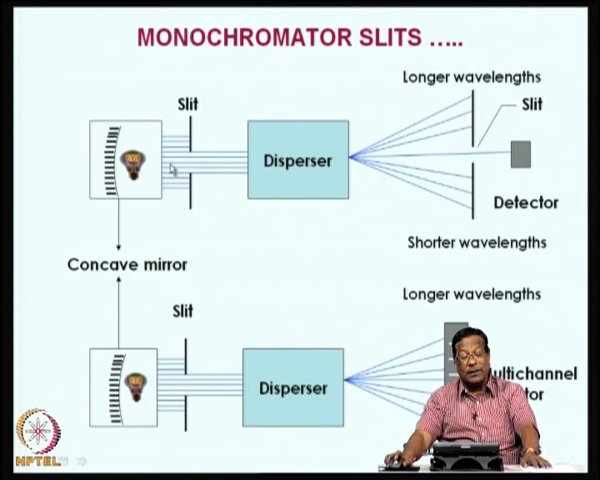 MONOCHROMATOR SLITS .....
Longer wavelengths
Slit
Slit
Disperser
Detector
Shorter wavelengths
Concave mirror
Longer wavelengths
Slit
Disperser
NPTEL